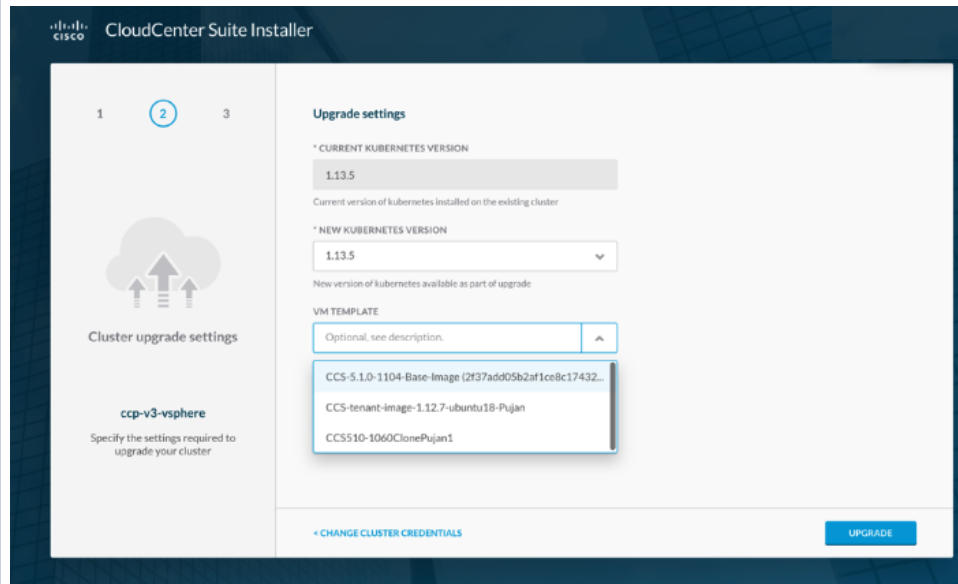 CISCO
CloudCenter Suite Installer
1 2 3
Cluster upgrade settings
ccp-v3-vsphere
Specify the settings required to
upgrade your cluster
Upgrade settings
* CURRENT KUBERNETES VERSION
1.13.5
Current version of kubernetes installed on the existing cluster
* NEW KUBERNETES VERSION
1.13.5
New version of kubernetes available as part of upgrade
VM TEMPLATE
Optional, see description.
CCS-5.1.0-1104-Base-Image (2f37add05b2af1ce8c17432...
CCS-tenant-image-1.12.7-ubuntu18-Pujan
CCS510-1060ClonePujan1
< CHANGE CLUSTER CREDENTIALS
UPGRADE